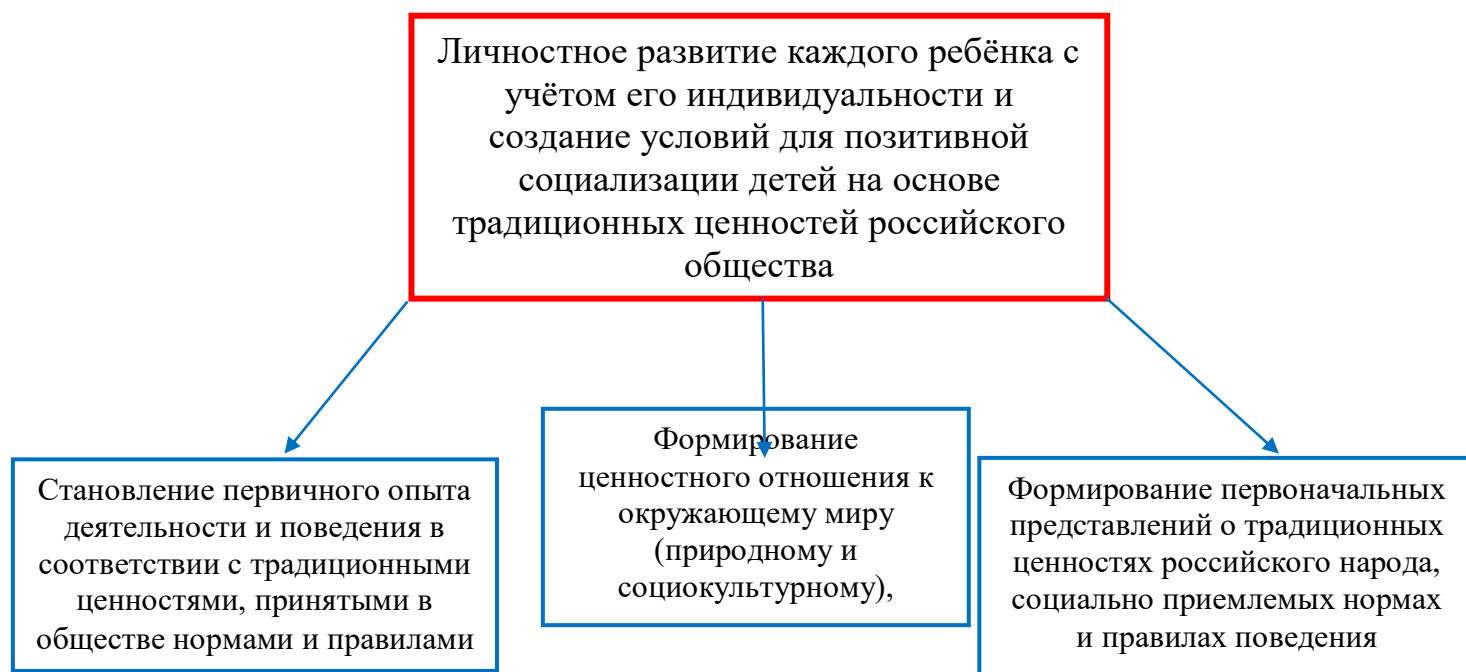 Личностное развитие каждого ребёнка с
учётом его индивидуальности и
создание условий для позитивной
социализации детей на основе
традиционных ценностей российского
общества
Становление первичного опыта
деятельности и поведения в
соответствии с традиционными
ценностями, принятыми в
обществе нормами и правилами
Формирование
ценностного отношения к
окружающему миру
(природному и
социокультурному),
Формирование первоначальных
представлений о традиционных
ценностях российского народа,
социально приемлемых нормах
и правилах поведения